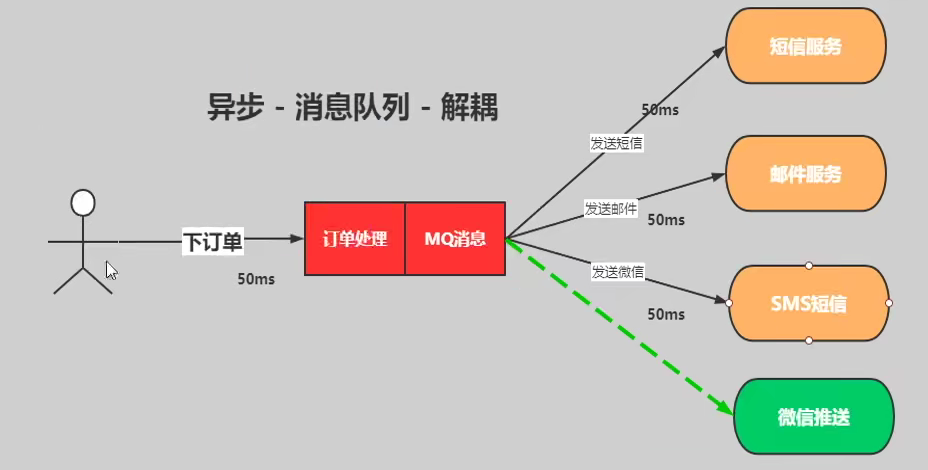 异步 - 消息队列 - 解耦
短信服务
50ms
发送短信
邮件服务
发送邮件
50ms
下订单
50ms
订单处理
MQ消息
发送微信
50ms
SMS短信
微信推送